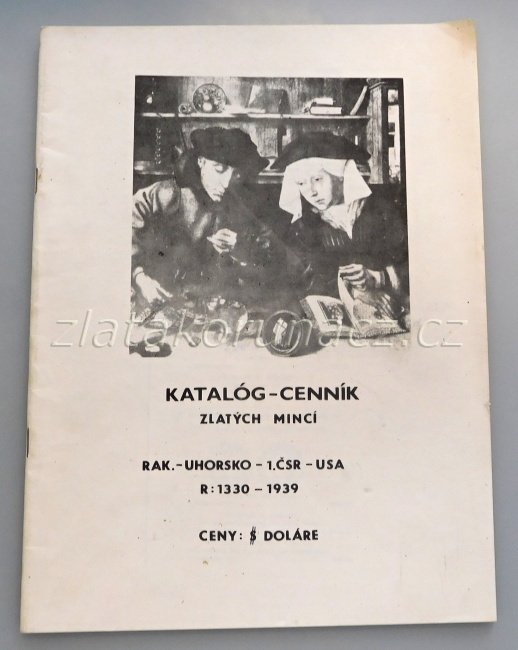 zlatakorunacz.cz
KATALÓG-CENNÍK
ZLATÝCH MINCÍ
RAK.-UHORSKO-1.ČSR-USA
R:1330-1939
CENY: $ DOLÁRE